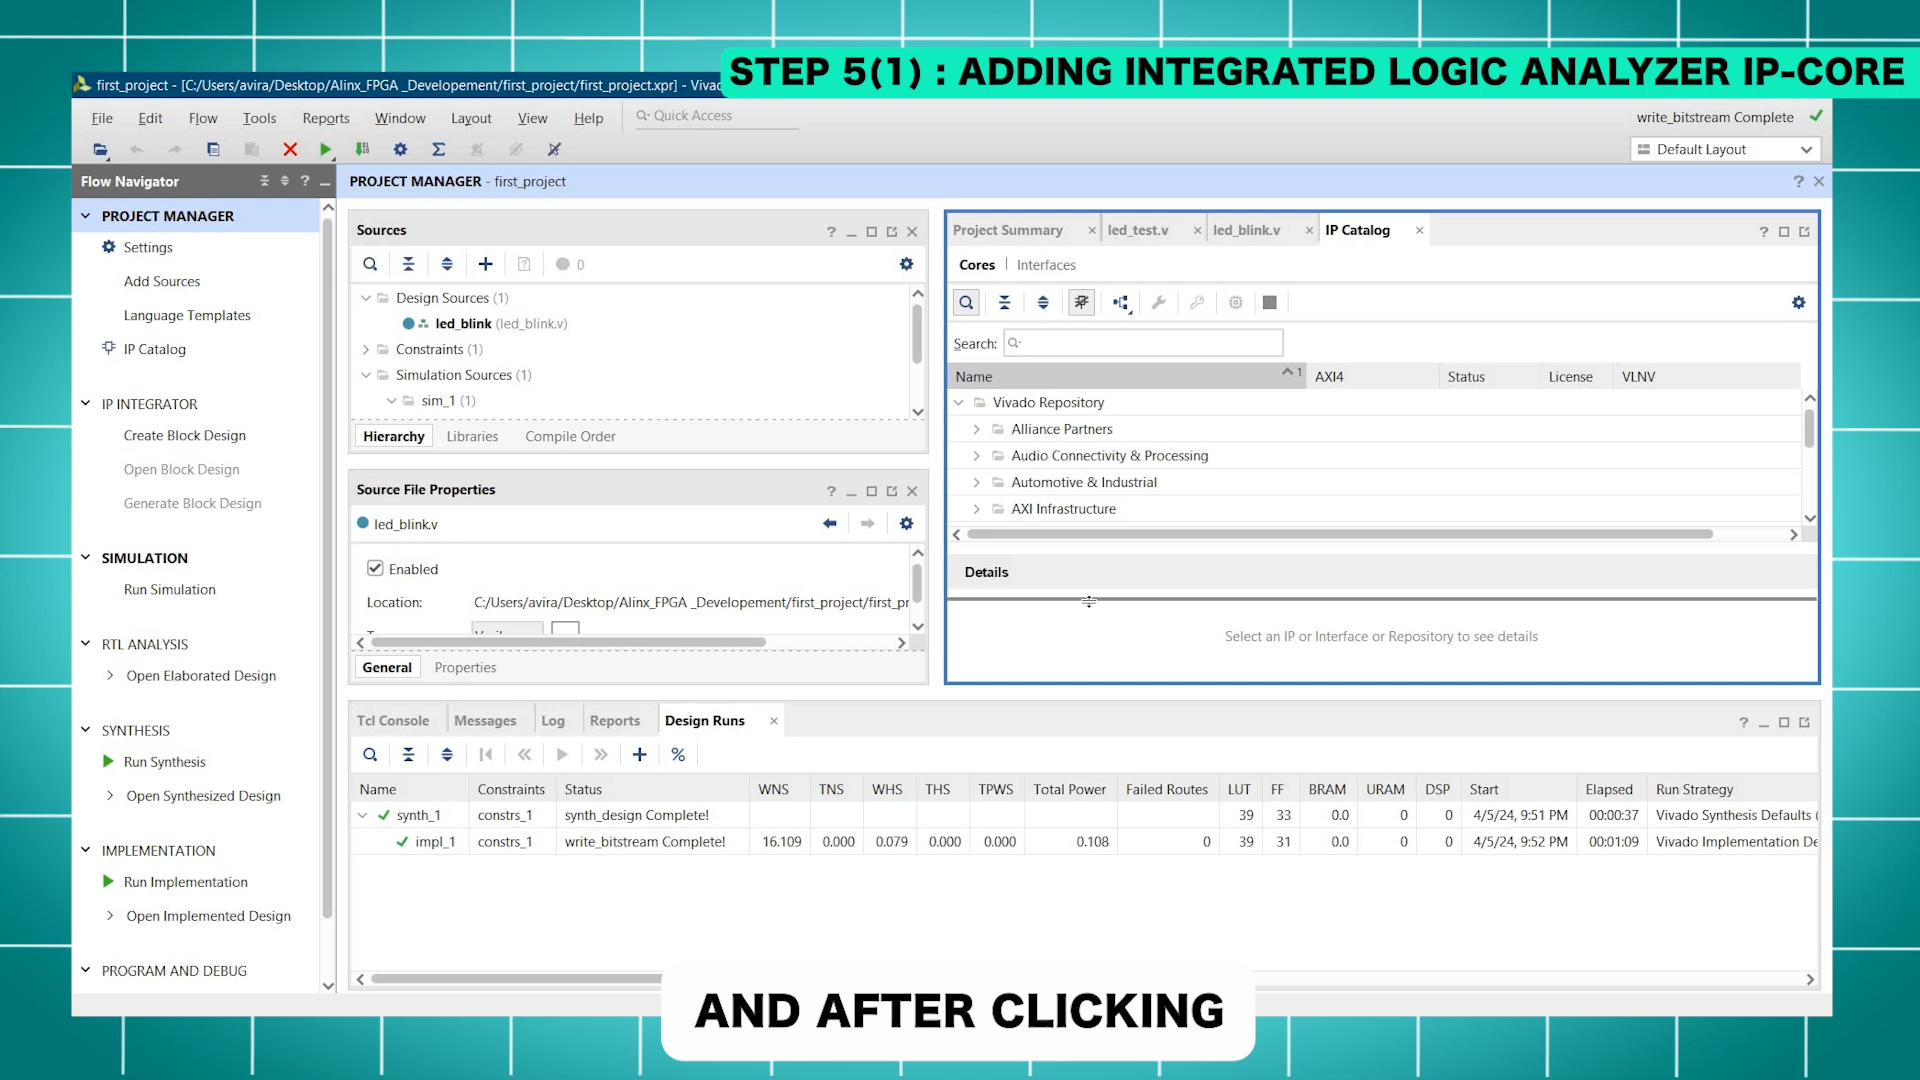 STEP 5(1) : ADDING INTEGRATED LOGIC ANALYZER IP-CORE
first_project - [C:/Users/avira/Desktop/Alinx_FPGA _Developement/first_project/first_project.xpr] - Vivado
File Edit Flow Tools Reports Window Layout View Help Quick Access write_bitstream Complete
Default Layout
Flow Navigator
PROJECT MANAGER - first_project
PROJECT MANAGER
Settings
Add Sources
Language Templates
IP Catalog
IP INTEGRATOR
Create Block Design
Open Block Design
Generate Block Design
SIMULATION
Run Simulation
RTL ANALYSIS
Open Elaborated Design
SYNTHESIS
Run Synthesis
Open Synthesized Design
IMPLEMENTATION
Run Implementation
Open Implemented Design
PROGRAM AND DEBUG
Sources
0
Design Sources (1)
led_blink (led_blink.v)
Constraints (1)
Simulation Sources (1)
sim_1 (1)
Hierarchy Libraries Compile Order
Source File Properties
led_blink.v
Enabled
Location: C:/Users/avira/Desktop/Alinx_FPGA _Developement/first_project/first_pr
General Properties
Project Summary led_test.v led_blink.v IP Catalog
Cores Interfaces
Search:
Name 1 AXI4 Status License VLNV
Vivado Repository
Alliance Partners
Audio Connectivity & Processing
Automotive & Industrial
AXI Infrastructure
Details
Select an IP or Interface or Repository to see details
Tcl Console Messages Log Reports Design Runs
Name Constraints Status WNS TNS WHS THS TPWS Total Power Failed Routes LUT FF BRAM URAM DSP Start Elapsed Run Strategy
synth_1 constrs_1 synth_design Complete! 39 33 0.0 0 0 4/5/24, 9:51 PM 00:00:37 Vivado Synthesis Defaults (
impl_1 constrs_1 write_bitstream Complete! 16.109 0.000 0.079 0.000 0.000 0.108 0 39 31 0.0 0 0 4/5/24, 9:52 PM 00:01:09 Vivado Implementation De
AND AFTER CLICKING